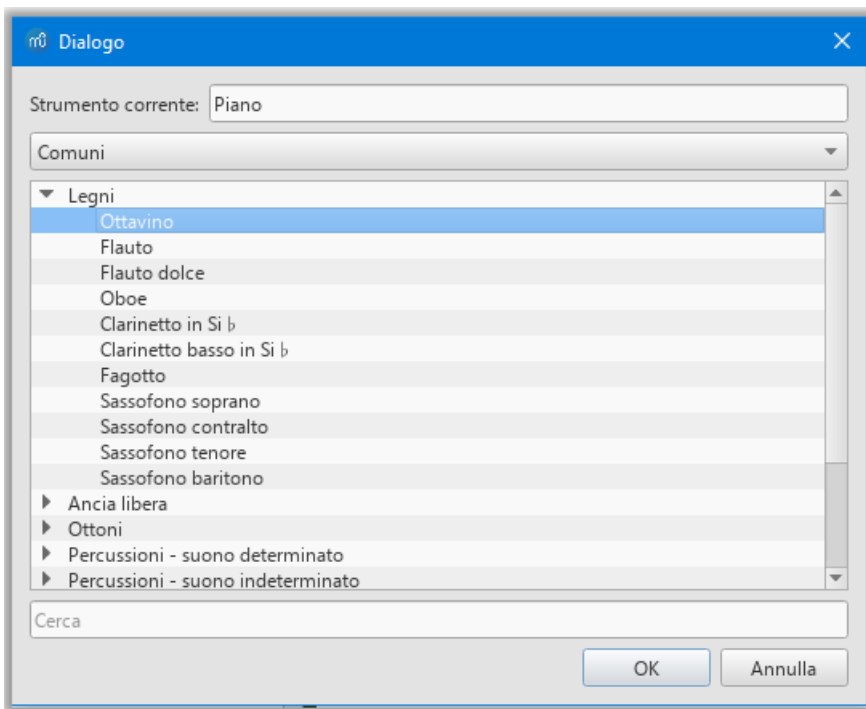 Dialogo
Strumento corrente: Piano
Comuni
Legni
Ottavino
Flauto
Flauto dolce
Oboe
Clarinetto in Si ♭
Clarinetto basso in Si ♭
Fagotto
Sassofono soprano
Sassofono contralto
Sassofono tenore
Sassofono baritono
Ancia libera
Ottoni
Percussioni - suono determinato
Percussioni - suono indeterminato
Cerca
OK Annulla